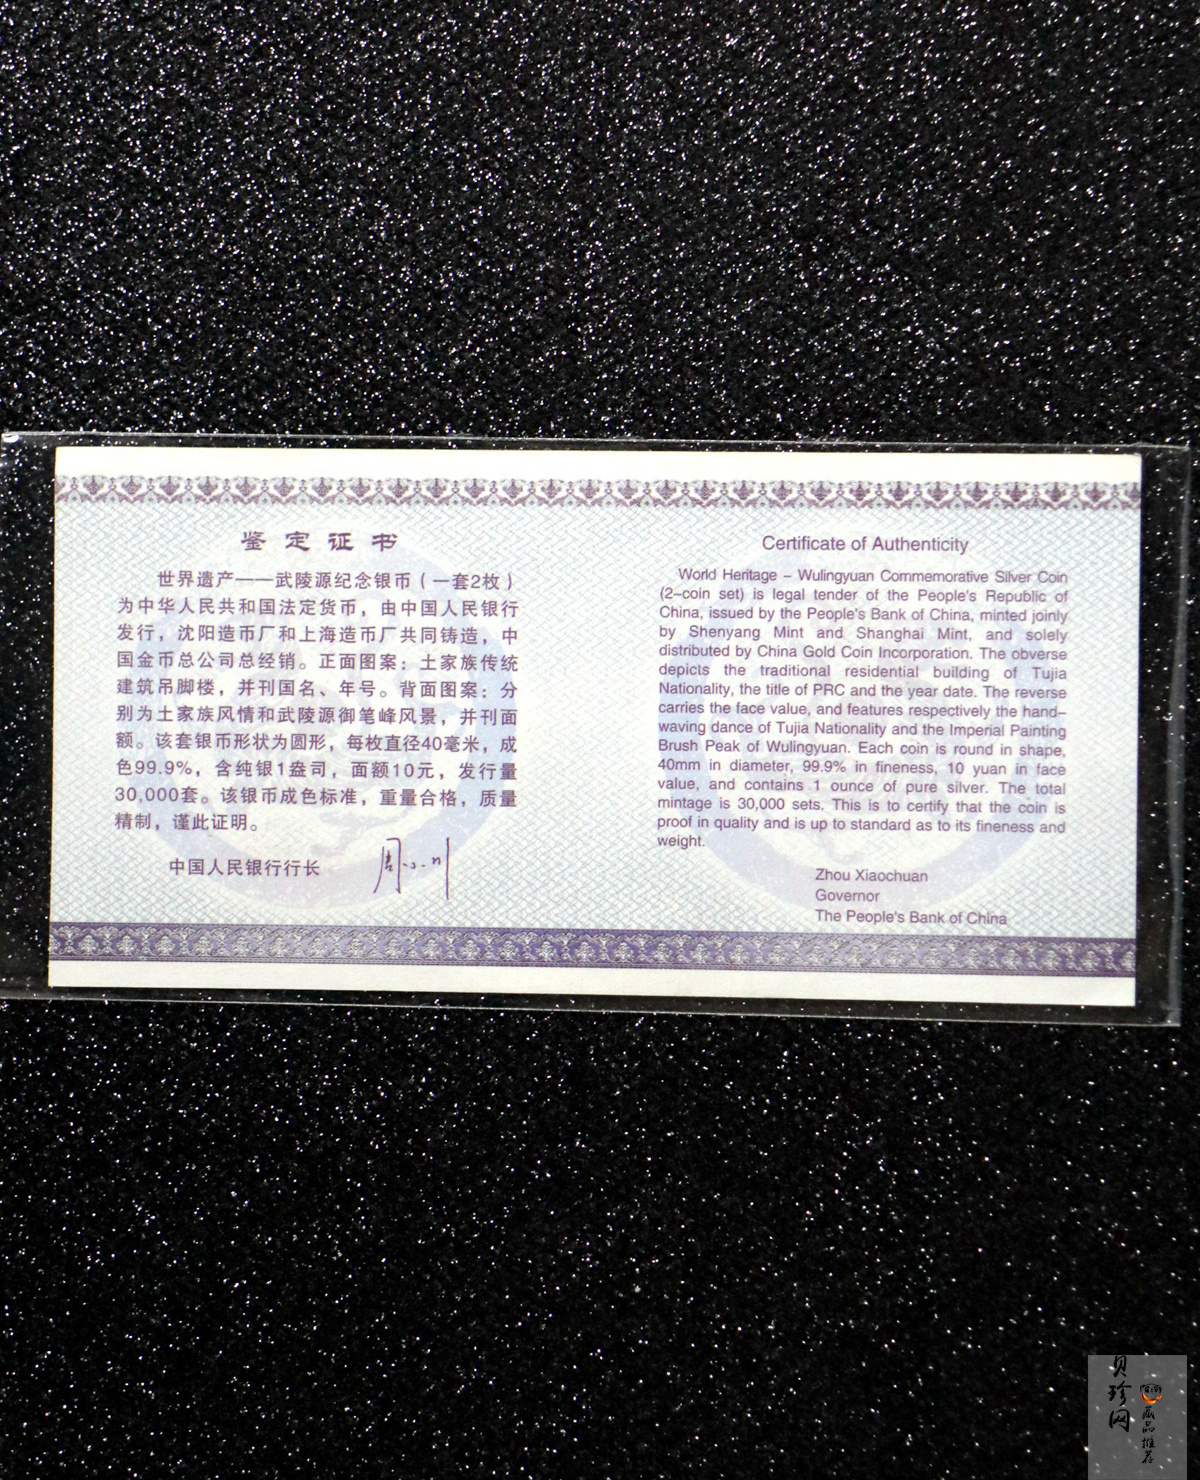 鉴定证书
世界遗产——武陵源纪念银币（一套2枚）
为中华人民共和国法定货币，由中国人民银行
发行，沈阳造币厂和上海造币厂共同铸造，中
国金币总公司总经销。正面图案：土家族传统
建筑吊脚楼，并刊国名、年号。背面图案：分
别为土家族风情和武陵源御笔峰风景，并刊面
额。该套银币形状为圆形，每枚直径40毫米，成
色99.9%，含纯银1盎司，面额10元，发行量
30,000套。该银币成色标准，重量合格，质量
精制，谨此证明。
中国人民银行行长 周小川
Certificate of Authenticity
World Heritage – Wulingyuan Commemorative Silver Coin
(2–coin set) is legal tender of the People's Republic of
China, issued by the People's Bank of China, minted joinly
by Shenyang Mint and Shanghai Mint, and solely
distributed by China Gold Coin Incorporation. The obverse
depicts the traditional residential building of Tujia
Nationality, the title of PRC and the year date. The reverse
carries the face value, and features respectively the hand–
waving dance of Tujia Nationality and the Imperial Painting
Brush Peak of Wulingyuan. Each coin is round in shape,
40mm in diameter, 99.9% in fineness, 10 yuan in face
value, and contains 1 ounce of pure silver. The total
mintage is 30,000 sets. This is to certify that the coin is
proof in quality and is up to standard as to its fineness and
weight.
Zhou Xiaochuan
Governor
The People's Bank of China
贝珍网
藏品推荐